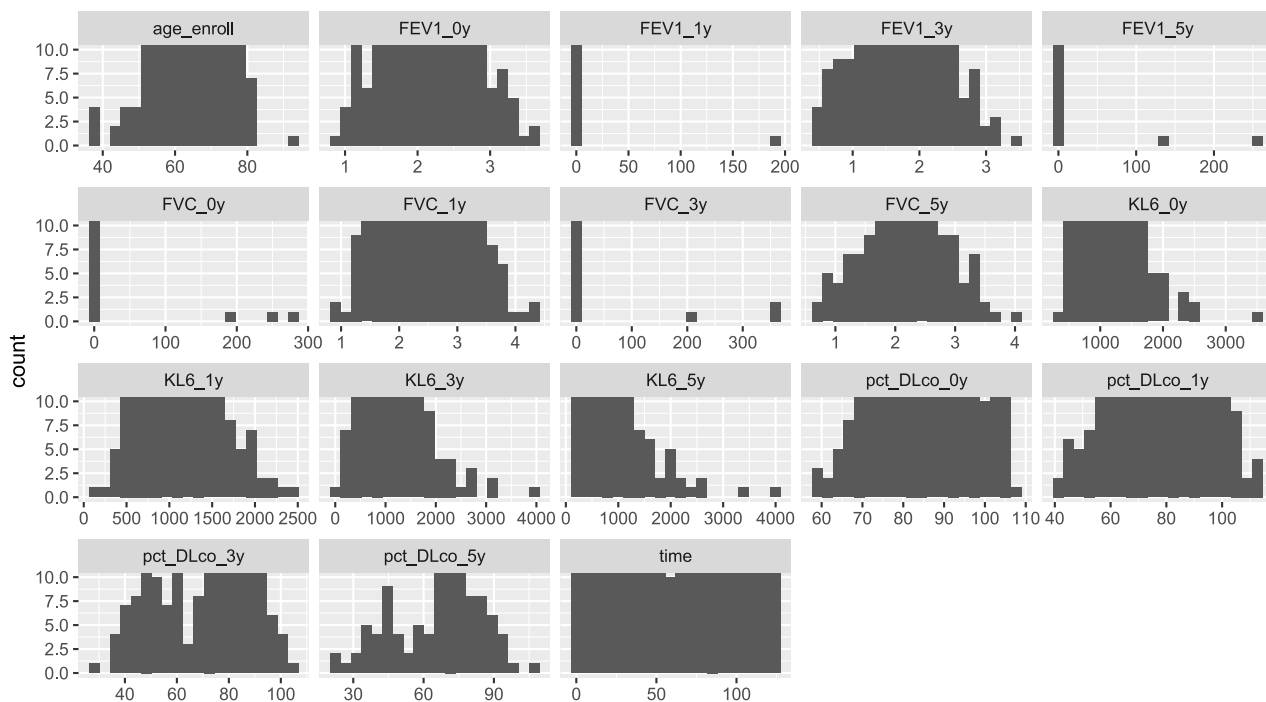 age_enroll FEV1_0y FEV1_1y FEV1_3y FEV1_5y
10.0
7.5
5.0
2.5
0.0
40 60 80 1 2 3 0 50 100 150 200 1 2 3 0 100 200
FVC_0y FVC_1y FVC_3y FVC_5y KL6_0y
10.0
7.5
5.0
2.5
0.0
0 100 200 300 1 2 3 4 0 100 200 300 1 2 3 4 1000 2000 3000
count
KL6_1y KL6_3y KL6_5y pct_DLco_0y pct_DLco_1y
10.0
7.5
5.0
2.5
0.0
0 500 1000 1500 2000 2500 0 1000 2000 3000 4000 0 1000 2000 3000 4000 60 70 80 90 100 110 40 60 80 100
pct_DLco_3y pct_DLco_5y time
10.0
7.5
5.0
2.5
0.0
40 60 80 100 30 60 90 0 50 100